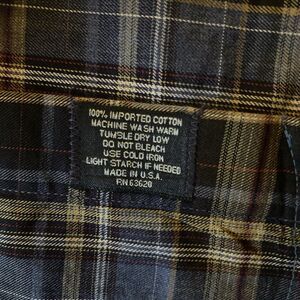 100% IMPORTED COTTON
MACHINE WASH WARM
TUMBLE DRY LOW
DO NOT BLEACH
USE COLD IRON
LIGHT STARCH IF NEEDED
MADE IN U.S.A.
RN 63620